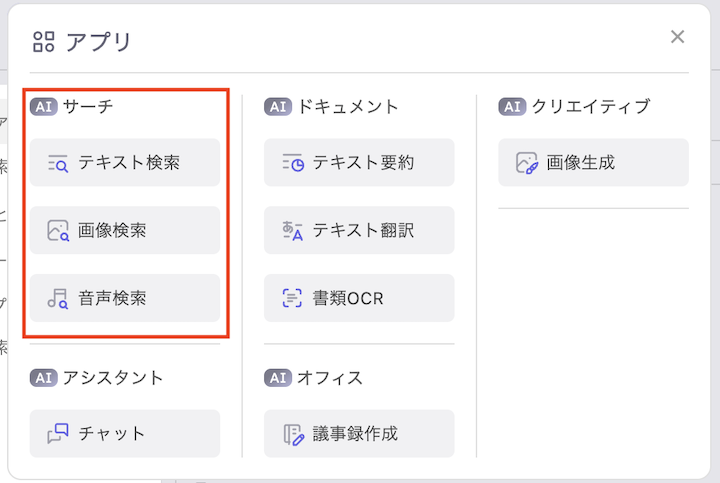 アプリ
AI サーチ
テキスト検索
画像検索
音声検索
AI アシスタント
チャット
AI ドキュメント
テキスト要約
テキスト翻訳
書類OCR
AI オフィス
議事録作成
AI クリエイティブ
画像生成